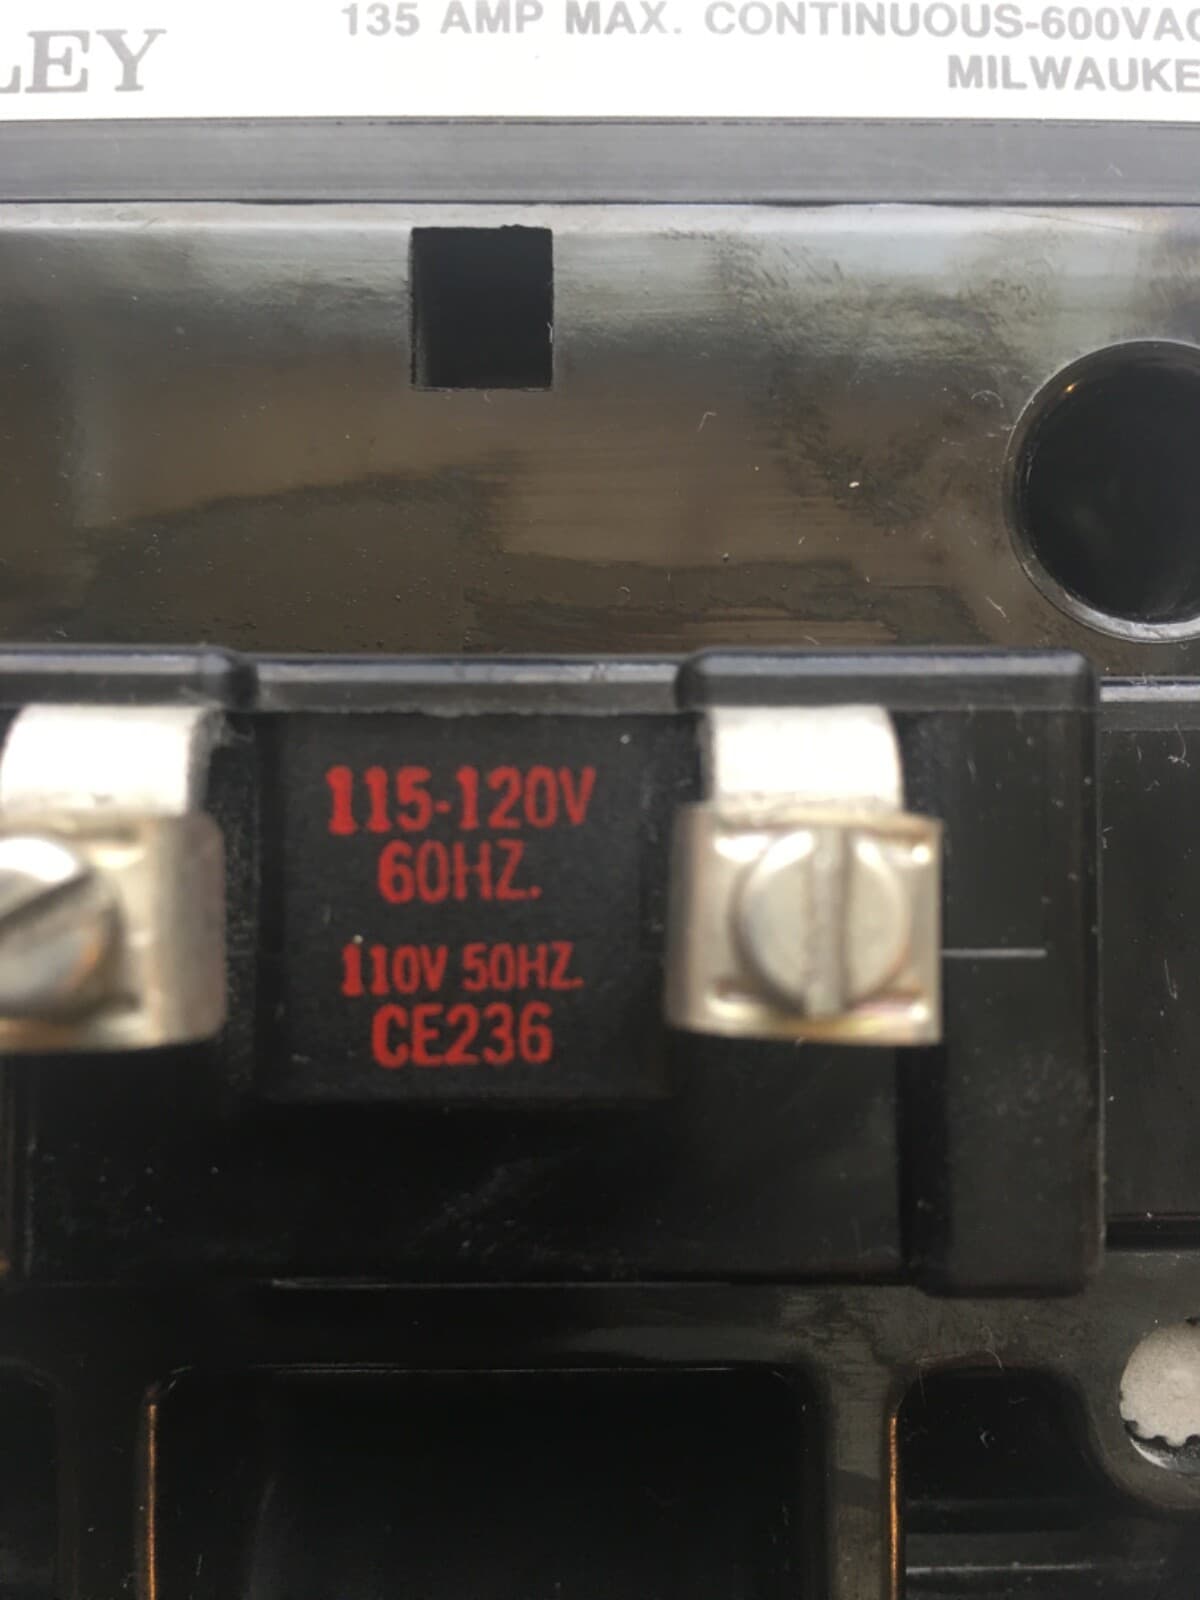 135 AMP MAX. CONTINUOUS-600VAC
LEY
MILWAUKE
115-120V
60HZ.
110V 50HZ.
CE236